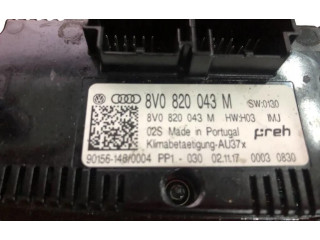 8V0 820 043 M SW:0130
8V0 820 043 M HW:H03 IMJ
02S Made in Portugal preh
Klimabetaetigung-AU37x
90156-148/0004 PP1 - 030 02.11.17 0003 0830